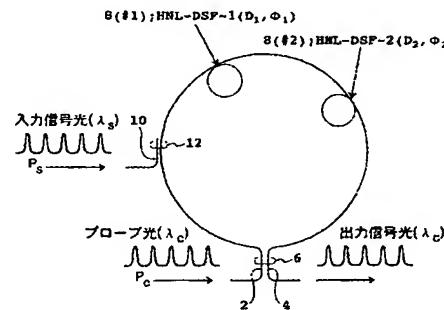 8(#1);HNL-DSF-1(D₁,Φ₁)
8(#2);HNL-DSF-2(D₂,Φ₂
入力信号光(λS)
10
12
PS
プローブ光(λC)
出力信号光(λC)
6
PC
2
4